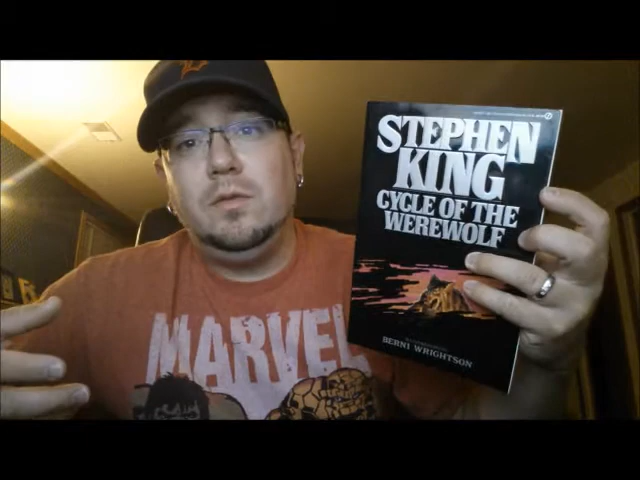 STEPHEN
KING
CYCLE OF THE
WEREWOLF
BERNI WRIGHTSON
MARVEL